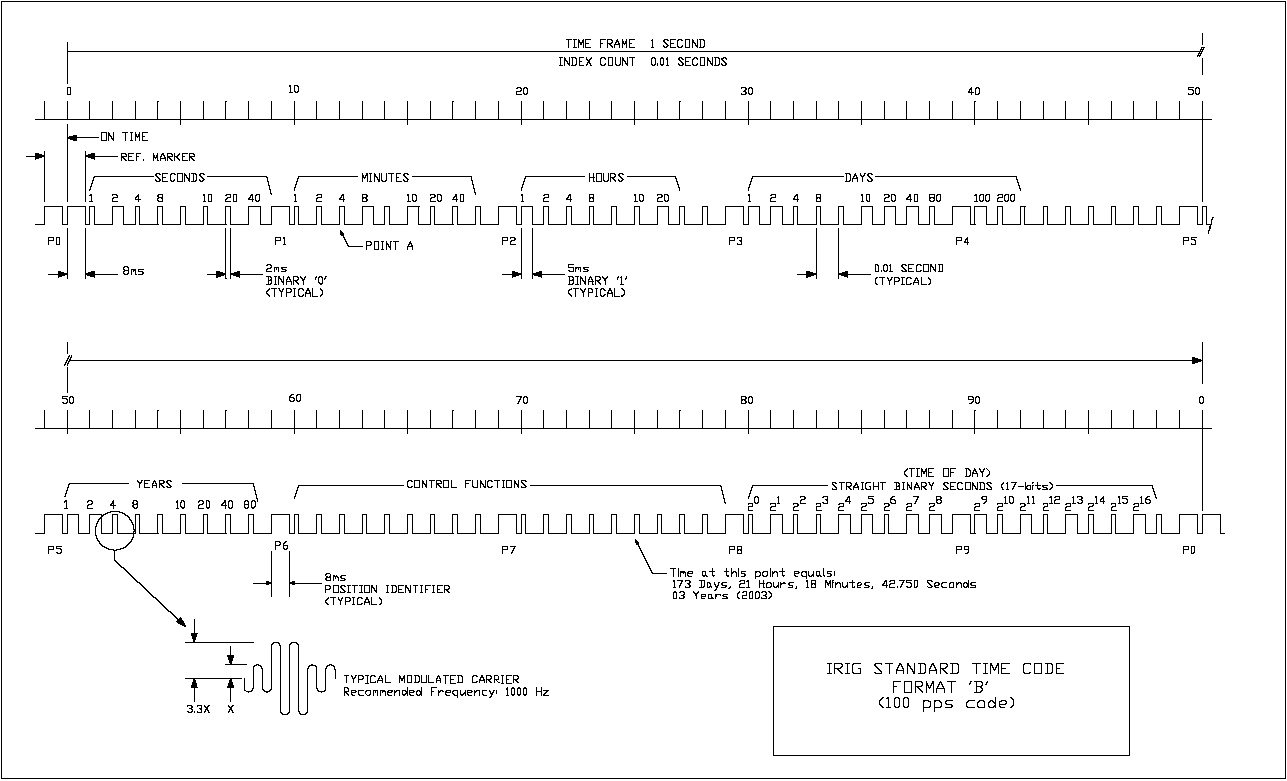 TIME FRAME 1 SECOND
INDEX COUNT 0.01 SECONDS
0 10 20 30 40 50
ON TIME
REF. MARKER
SECONDS MINUTES HOURS DAYS
1 2 4 8 10 20 40 1 2 4 8 10 20 40 1 2 4 8 10 20 1 2 4 8 10 20 40 80 100 200
P0 P1 P2 P3 P4 P5
POINT A
8ms
2ms
BINARY '0'
(TYPICAL)
5ms
BINARY '1'
(TYPICAL)
0.01 SECOND
(TYPICAL)
50 60 70 80 90 0
YEARS CONTROL FUNCTIONS
(TIME OF DAY)
STRAIGHT BINARY SECONDS (17-bits)
1 2 4 8 10 20 40 80
2^0 2^1 2^2 2^3 2^4 2^5 2^6 2^7 2^8 2^9 2^10 2^11 2^12 2^13 2^14 2^15 2^16
P5 P6 P7 P8 P9 P0
8ms
POSITION IDENTIFIER
(TYPICAL)
Time at this point equals:
173 Days, 21 Hours, 18 Minutes, 42.750 Seconds
03 Years (2003)
TYPICAL MODULATED CARRIER
Recommended Frequency: 1000 Hz
3.3X X
IRIG STANDARD TIME CODE
FORMAT 'B'
(100 pps code)